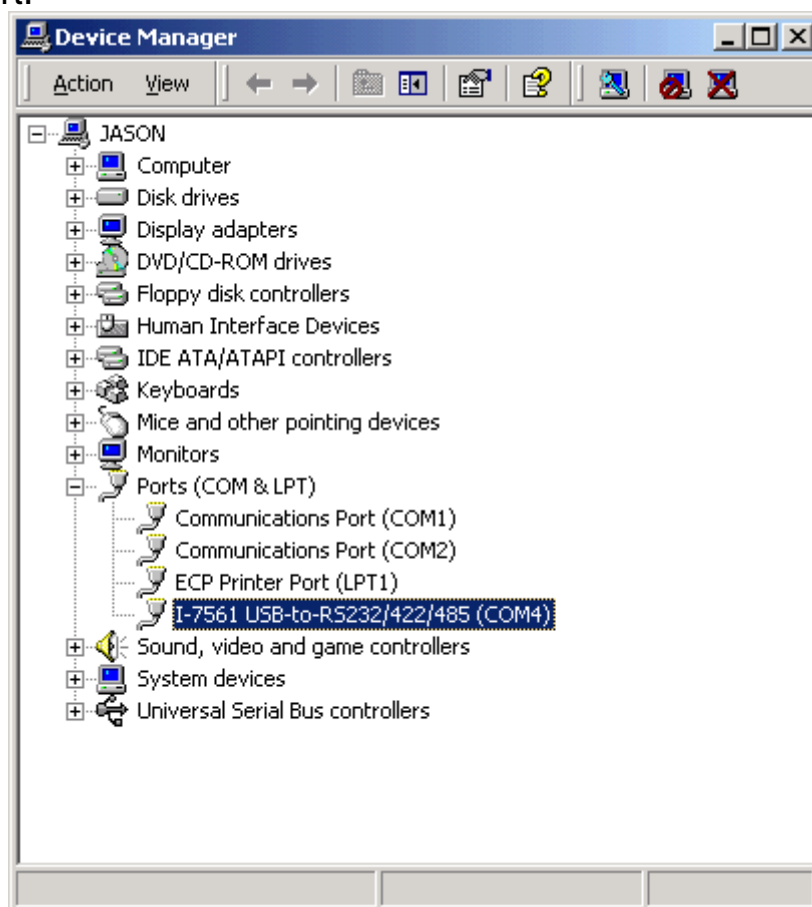 Device Manager
Action View
JASON
Computer
Disk drives
Display adapters
DVD/CD-ROM drives
Floppy disk controllers
Human Interface Devices
IDE ATA/ATAPI controllers
Keyboards
Mice and other pointing devices
Monitors
Ports (COM & LPT)
Communications Port (COM1)
Communications Port (COM2)
ECP Printer Port (LPT1)
I-7561 USB-to-RS232/422/485 (COM4)
Sound, video and game controllers
System devices
Universal Serial Bus controllers